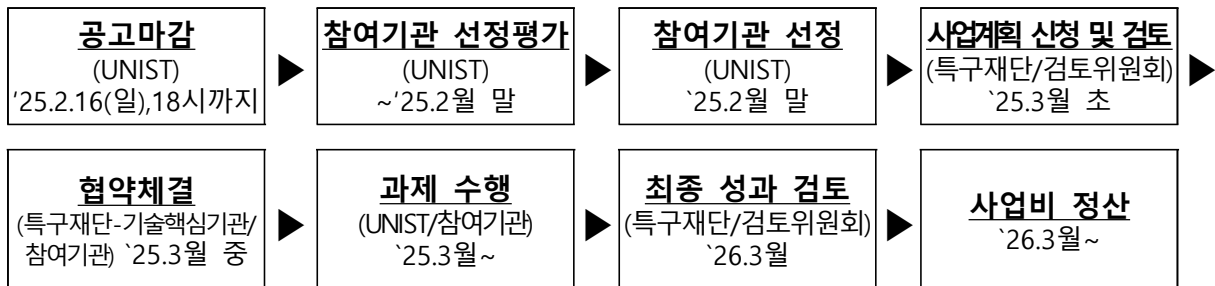 공고마감
(UNIST)
'25.2.16(일),18시까지
참여기관 선정평가
(UNIST)
~'25.2월 말
참여기관 선정
(UNIST)
`25.2월 말
사업계획 신청 및 검토
(특구재단/검토위원회)
`25.3월 초
협약체결
(특구재단-기술핵심기관/
참여기관) `25.3월 중
과제 수행
(UNIST/참여기관)
`25.3월~
최종 성과 검토
(특구재단/검토위원회)
`26.3월
사업비 정산
`26.3월~